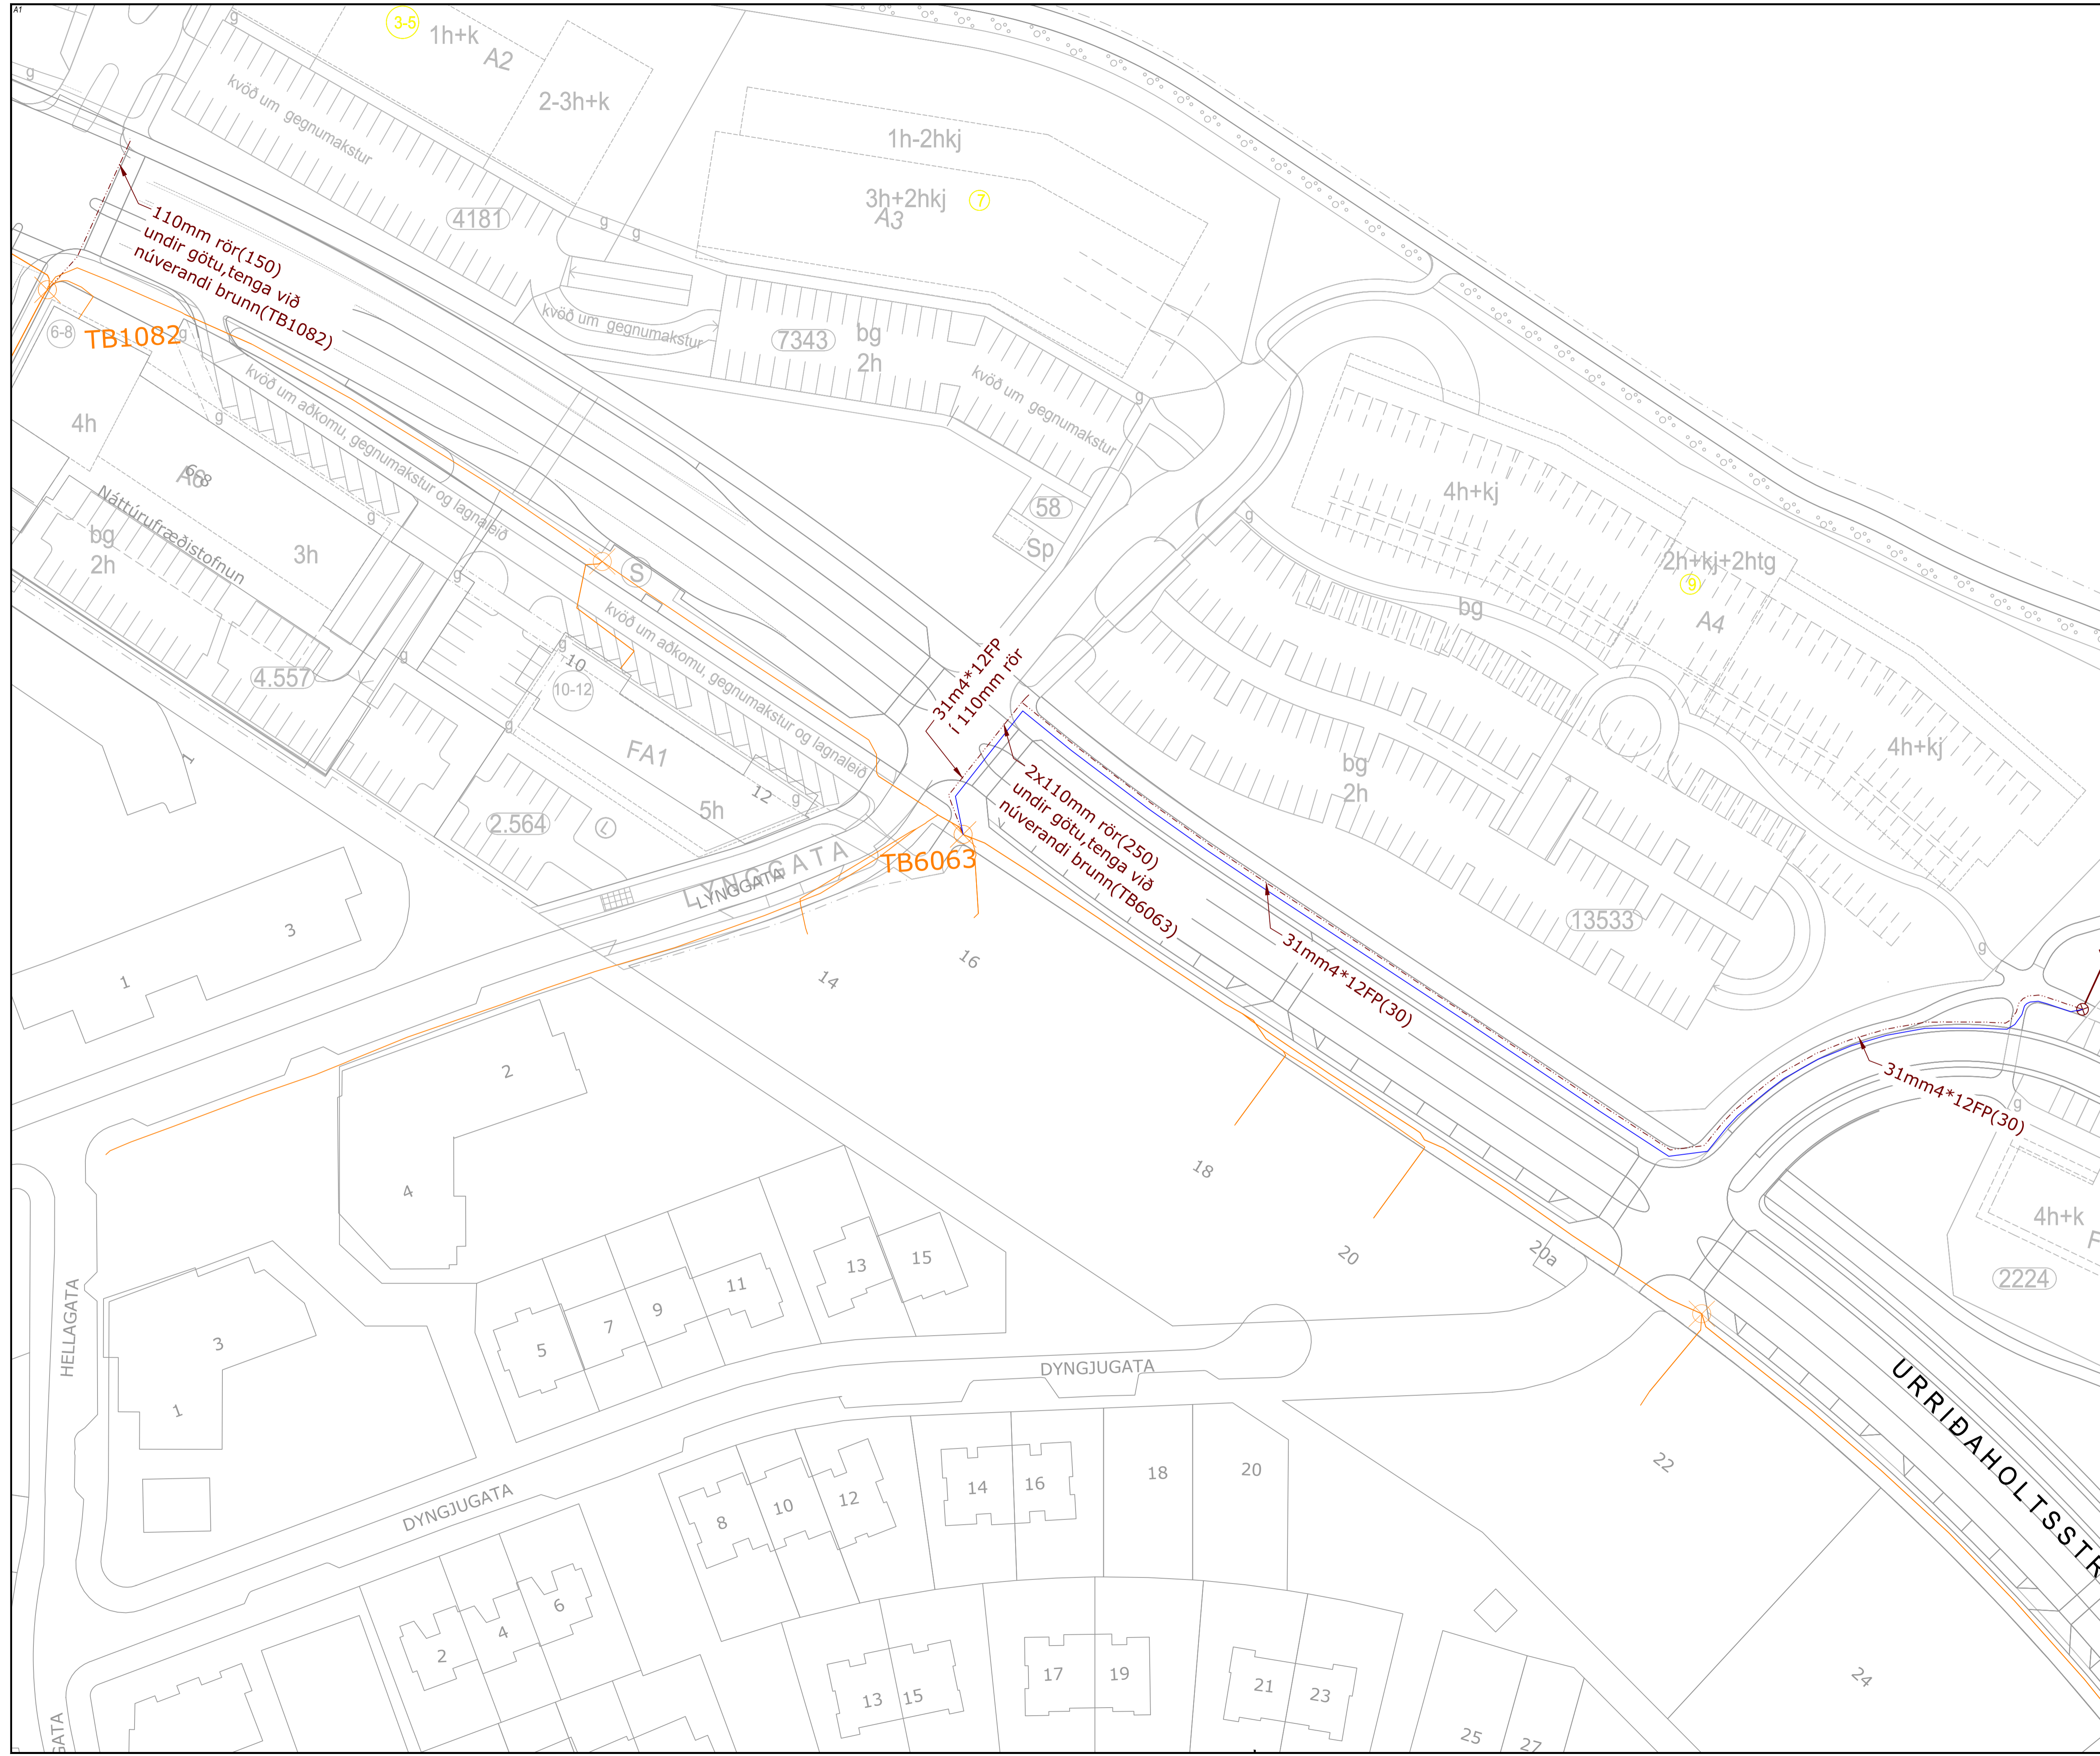 A1
3-5
1h+k
A2
g
g
2-3h+k
kvöð um gegnumakstur
4181
g
g
1h-2hkj
3h+2hkj
7
A3
110mm rör(150)
undir götu,tenga við
núverandi brunn(TB1082)
TB1082
6-8
g
4h
kvöð um gegnumakstur
7343
bg
2h
kvöð um gegnumakstur
g
58
Sp
g
kvöð um aðkomu, gegnumakstur og lagnaleið
g
g
g
A6
6-8
Náttúrufræðistofnun
bg
2h
3h
4.557
g
S
kvöð um aðkomu, gegnumakstur og lagnaleið
g
10
10-12
g
FA1
12
g
5h
2.564
L
4h+kj
2h+kj+2htg
9
bg
A4
4h+kj
bg
2h
13533
g
31m4*12FP
í 110mm rör
2x110mm rör(250)
undir götu,tenga við
núverandi brunn(TB6063)
TB6063
LYNGGATA
LYNGGATA
31mm4*12FP(30)
31mm4*12FP(30)
g
4h+k
F
2224
1
3
1
14
16
18
20
20a
22
24
2
4
3
1
HELLAGATA
5
7
9
11
13
15
DYNGJUGATA
DYNGJUGATA
8
10
12
14
16
18
20
2
4
6
13
15
17
19
21
23
25
27
GATA
URRIÐAHOLTSSTR